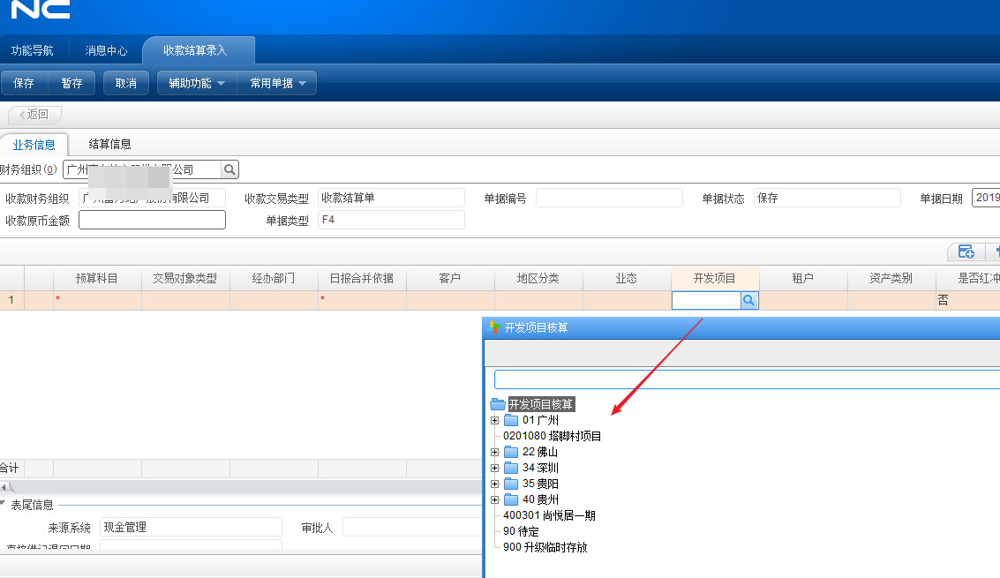 NC
功能导航 消息中心 收款结算录入
保存 暂存 取消 辅助功能 常用单据
返回
业务信息 结算信息
财务组织(O) 广州 公司
收款财务组织 有限公司 收款交易类型 收款结算单 单据编号 单据状态 保存 单据日期 2019
收款原币金额 单据类型 F4
预算科目 交易对象类型 经办部门 日报合并依据 客户 地区分类 业态 开发项目 租户 资产类别 是否红冲
1 * * 否
开发项目核算
开发项目核算
01 广州
0201080 塔脚村项目
22 佛山
34 深圳
35 贵阳
40 贵州
400301 尚悦居一期
90 待定
900 升级临时存放
合计
表尾信息
来源系统 现金管理 审批人